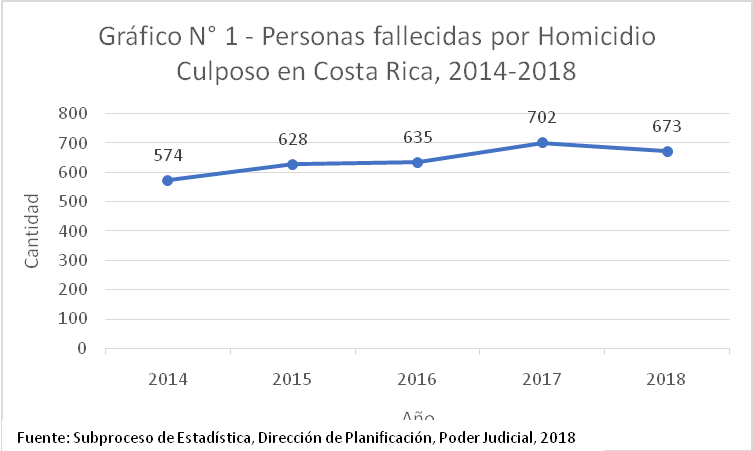 Gráfico N° 1 - Personas fallecidas por Homicidio
Culposo en Costa Rica, 2014-2018
800
700
600
500
400
300
200
100
0
Cantidad
574
628
635
702
673
2014 2015 2016 2017 2018
Año
Fuente: Subproceso de Estadística, Dirección de Planificación, Poder Judicial, 2018